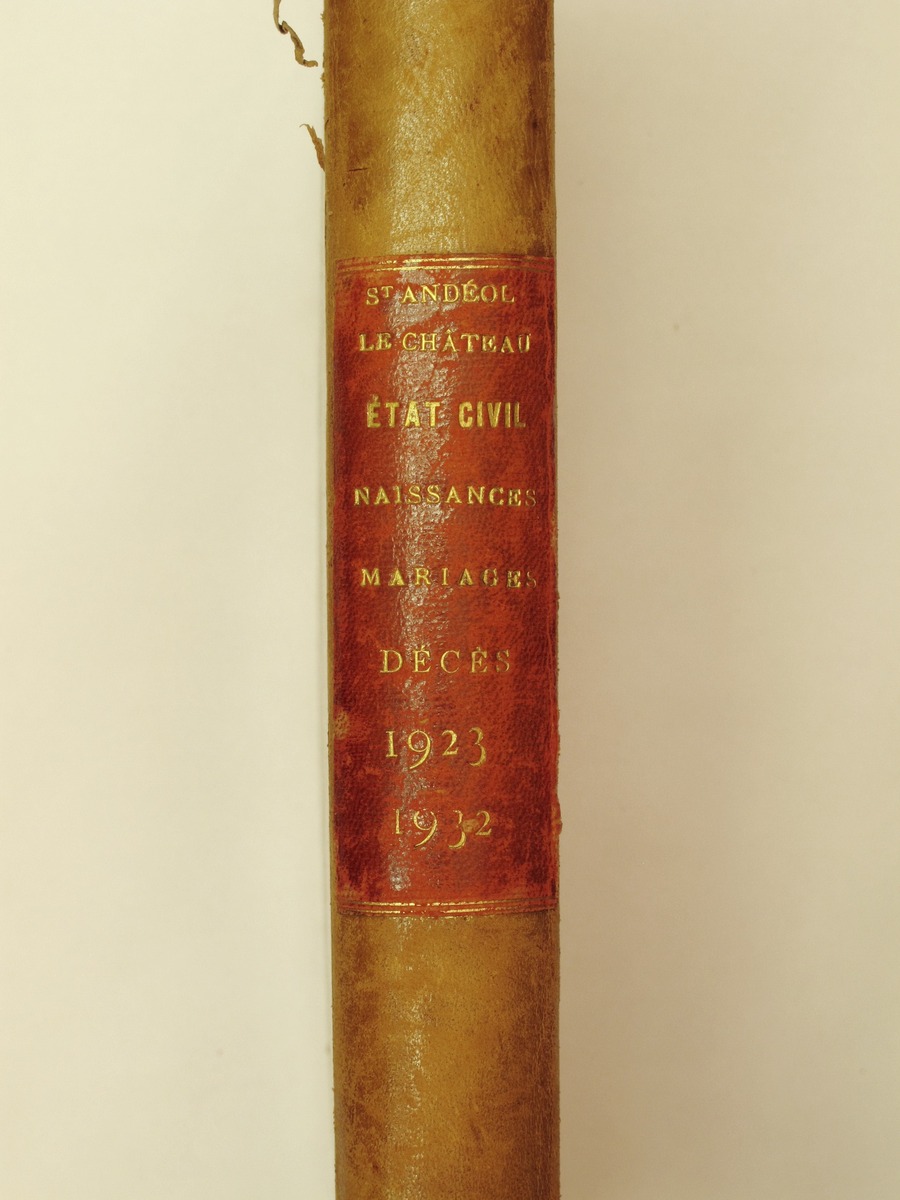 ST ANDÉOL
LE CHÂTEAU
ÉTAT CIVIL
NAISSANCES
MARIAGES
DÉCÈS
1923
1932